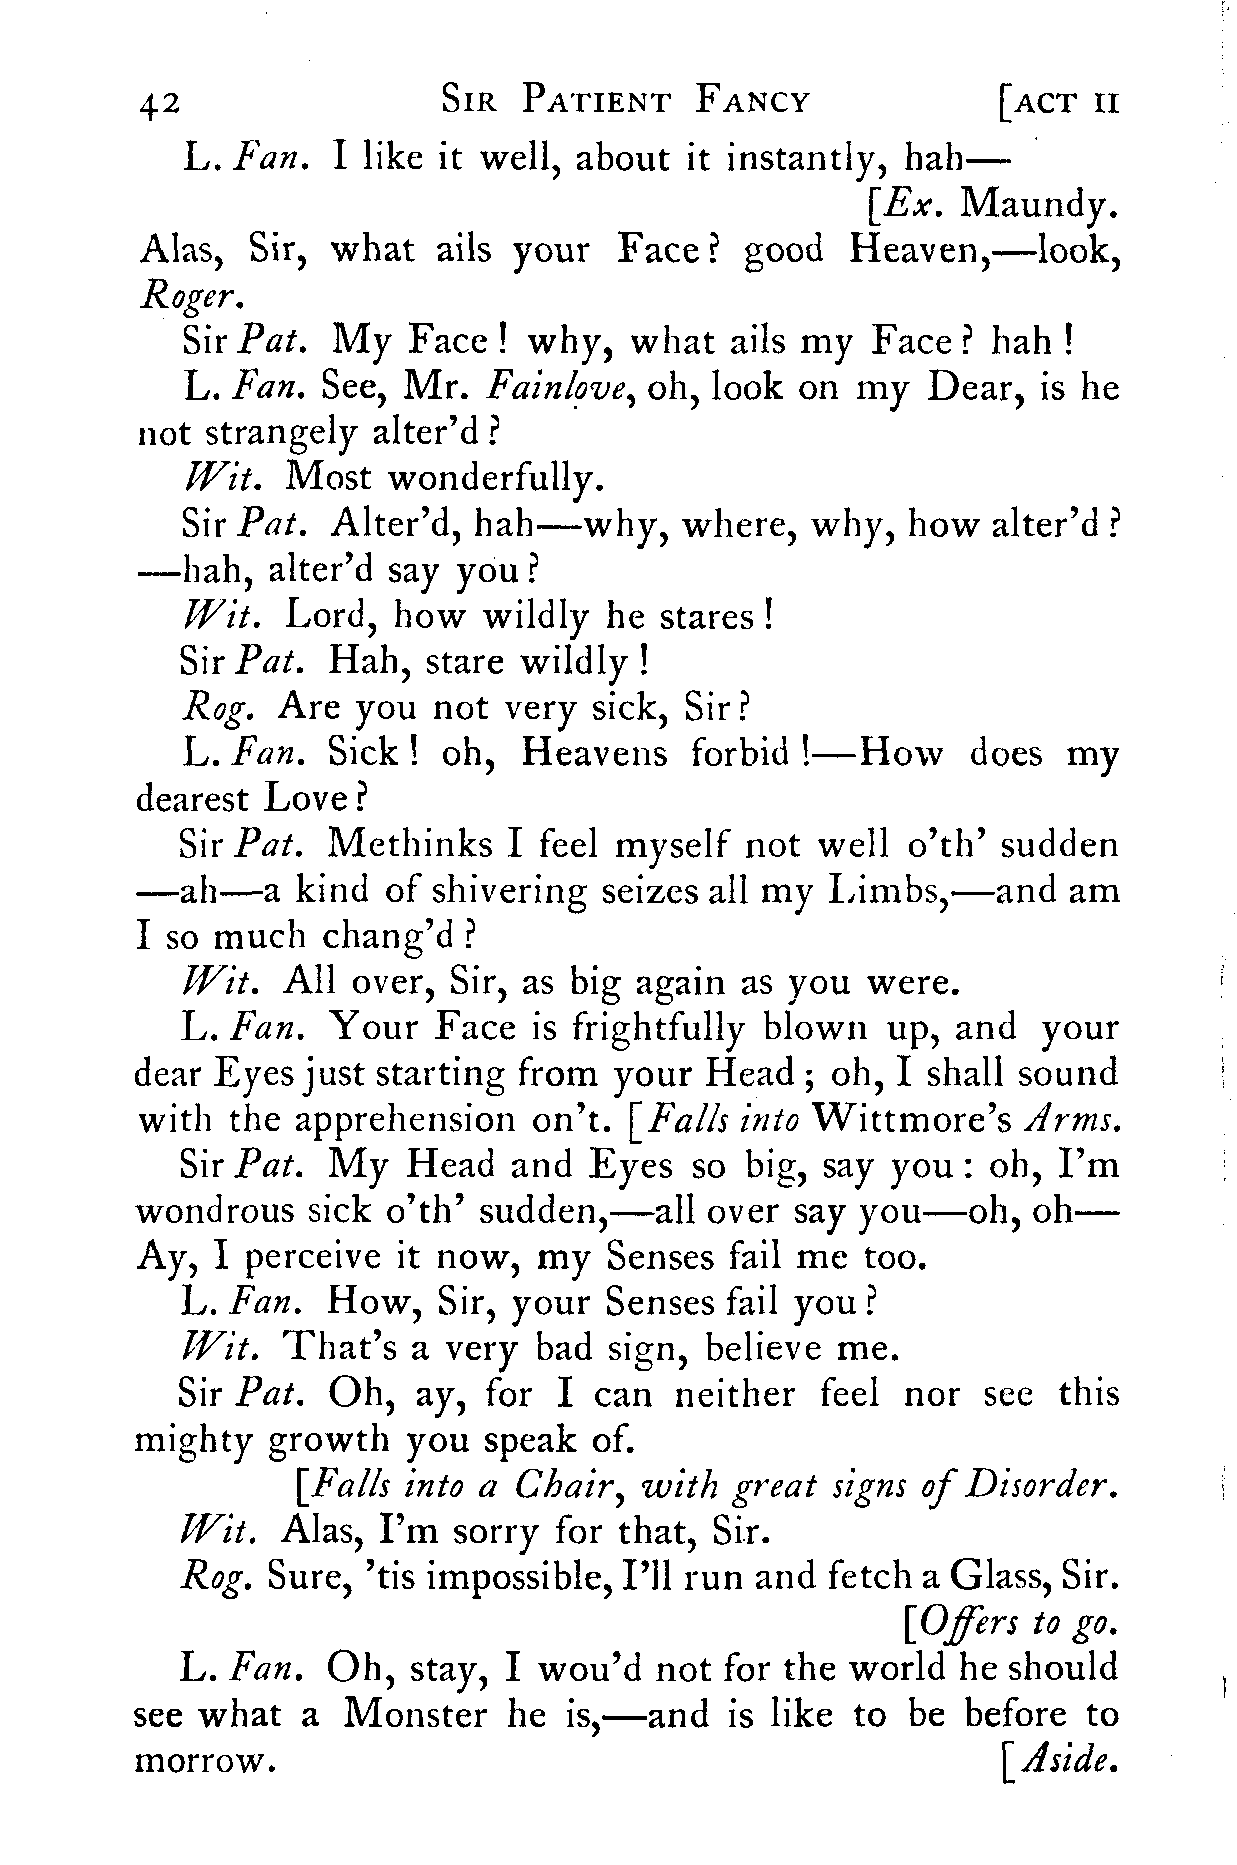 42 SIR PATIENT FANCY [ACT II
L. Fan. I like it well, about it instantly, hah—
[Ex. Maundy.
Alas, Sir, what ails your Face? good Heaven,—look,
Roger.
Sir Pat. My Face! why, what ails my Face? hah!
L. Fan. See, Mr. Fainlove, oh, look on my Dear, is he
not strangely alter'd?
Wit. Most wonderfully.
Sir Pat. Alter'd, hah—why, where, why, how alter'd?
—hah, alter'd say you?
Wit. Lord, how wildly he stares!
Sir Pat. Hah, stare wildly!
Rog. Are you not very sick, Sir?
L. Fan. Sick! oh, Heavens forbid!—How does my
dearest Love?
Sir Pat. Methinks I feel myself not well o'th' sudden
—ah—a kind of shivering seizes all my Limbs,—and am
I so much chang'd?
Wit. All over, Sir, as big again as you were.
L. Fan. Your Face is frightfully blown up, and your
dear Eyes just starting from your Head; oh, I shall sound
with the apprehension on't. [Falls into Wittmore's Arms.
Sir Pat. My Head and Eyes so big, say you: oh, I'm
wondrous sick o'th' sudden,—all over say you—oh, oh—
Ay, I perceive it now, my Senses fail me too.
L. Fan. How, Sir, your Senses fail you?
Wit. That's a very bad sign, believe me.
Sir Pat. Oh, ay, for I can neither feel nor see this
mighty growth you speak of.
[Falls into a Chair, with great signs of Disorder.
Wit. Alas, I'm sorry for that, Sir.
Rog. Sure, 'tis impossible, I'll run and fetch a Glass, Sir.
[Offers to go.
L. Fan. Oh, stay, I wou'd not for the world he should
see what a Monster he is,—and is like to be before to
morrow. [Aside.